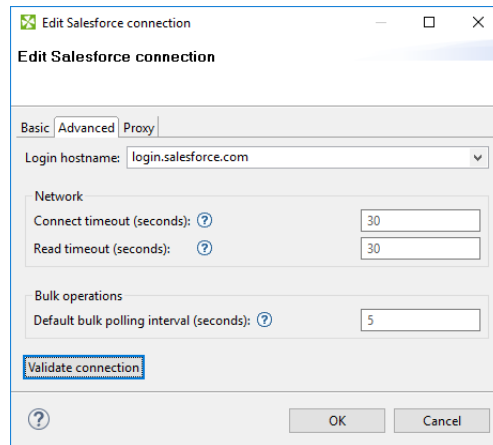 Edit Salesforce connection
Edit Salesforce connection
Basic Advanced Proxy
Login hostname: login.salesforce.com
Network
Connect timeout (seconds): ? 30
Read timeout (seconds): ? 30
Bulk operations
Default bulk polling interval (seconds): ? 5
Validate connection
? OK Cancel